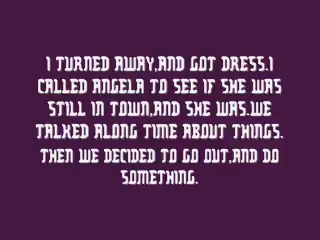 I TURNED AWAY,AND GOT DRESS.I
CALLED ANGELA TO SEE IF SHE WAS
STILL IN TOWN,AND SHE WAS.WE
TALKED ALONG TIME ABOUT THINGS.
THEN WE DECIDED TO GO OUT,AND DO
SOMETHING.